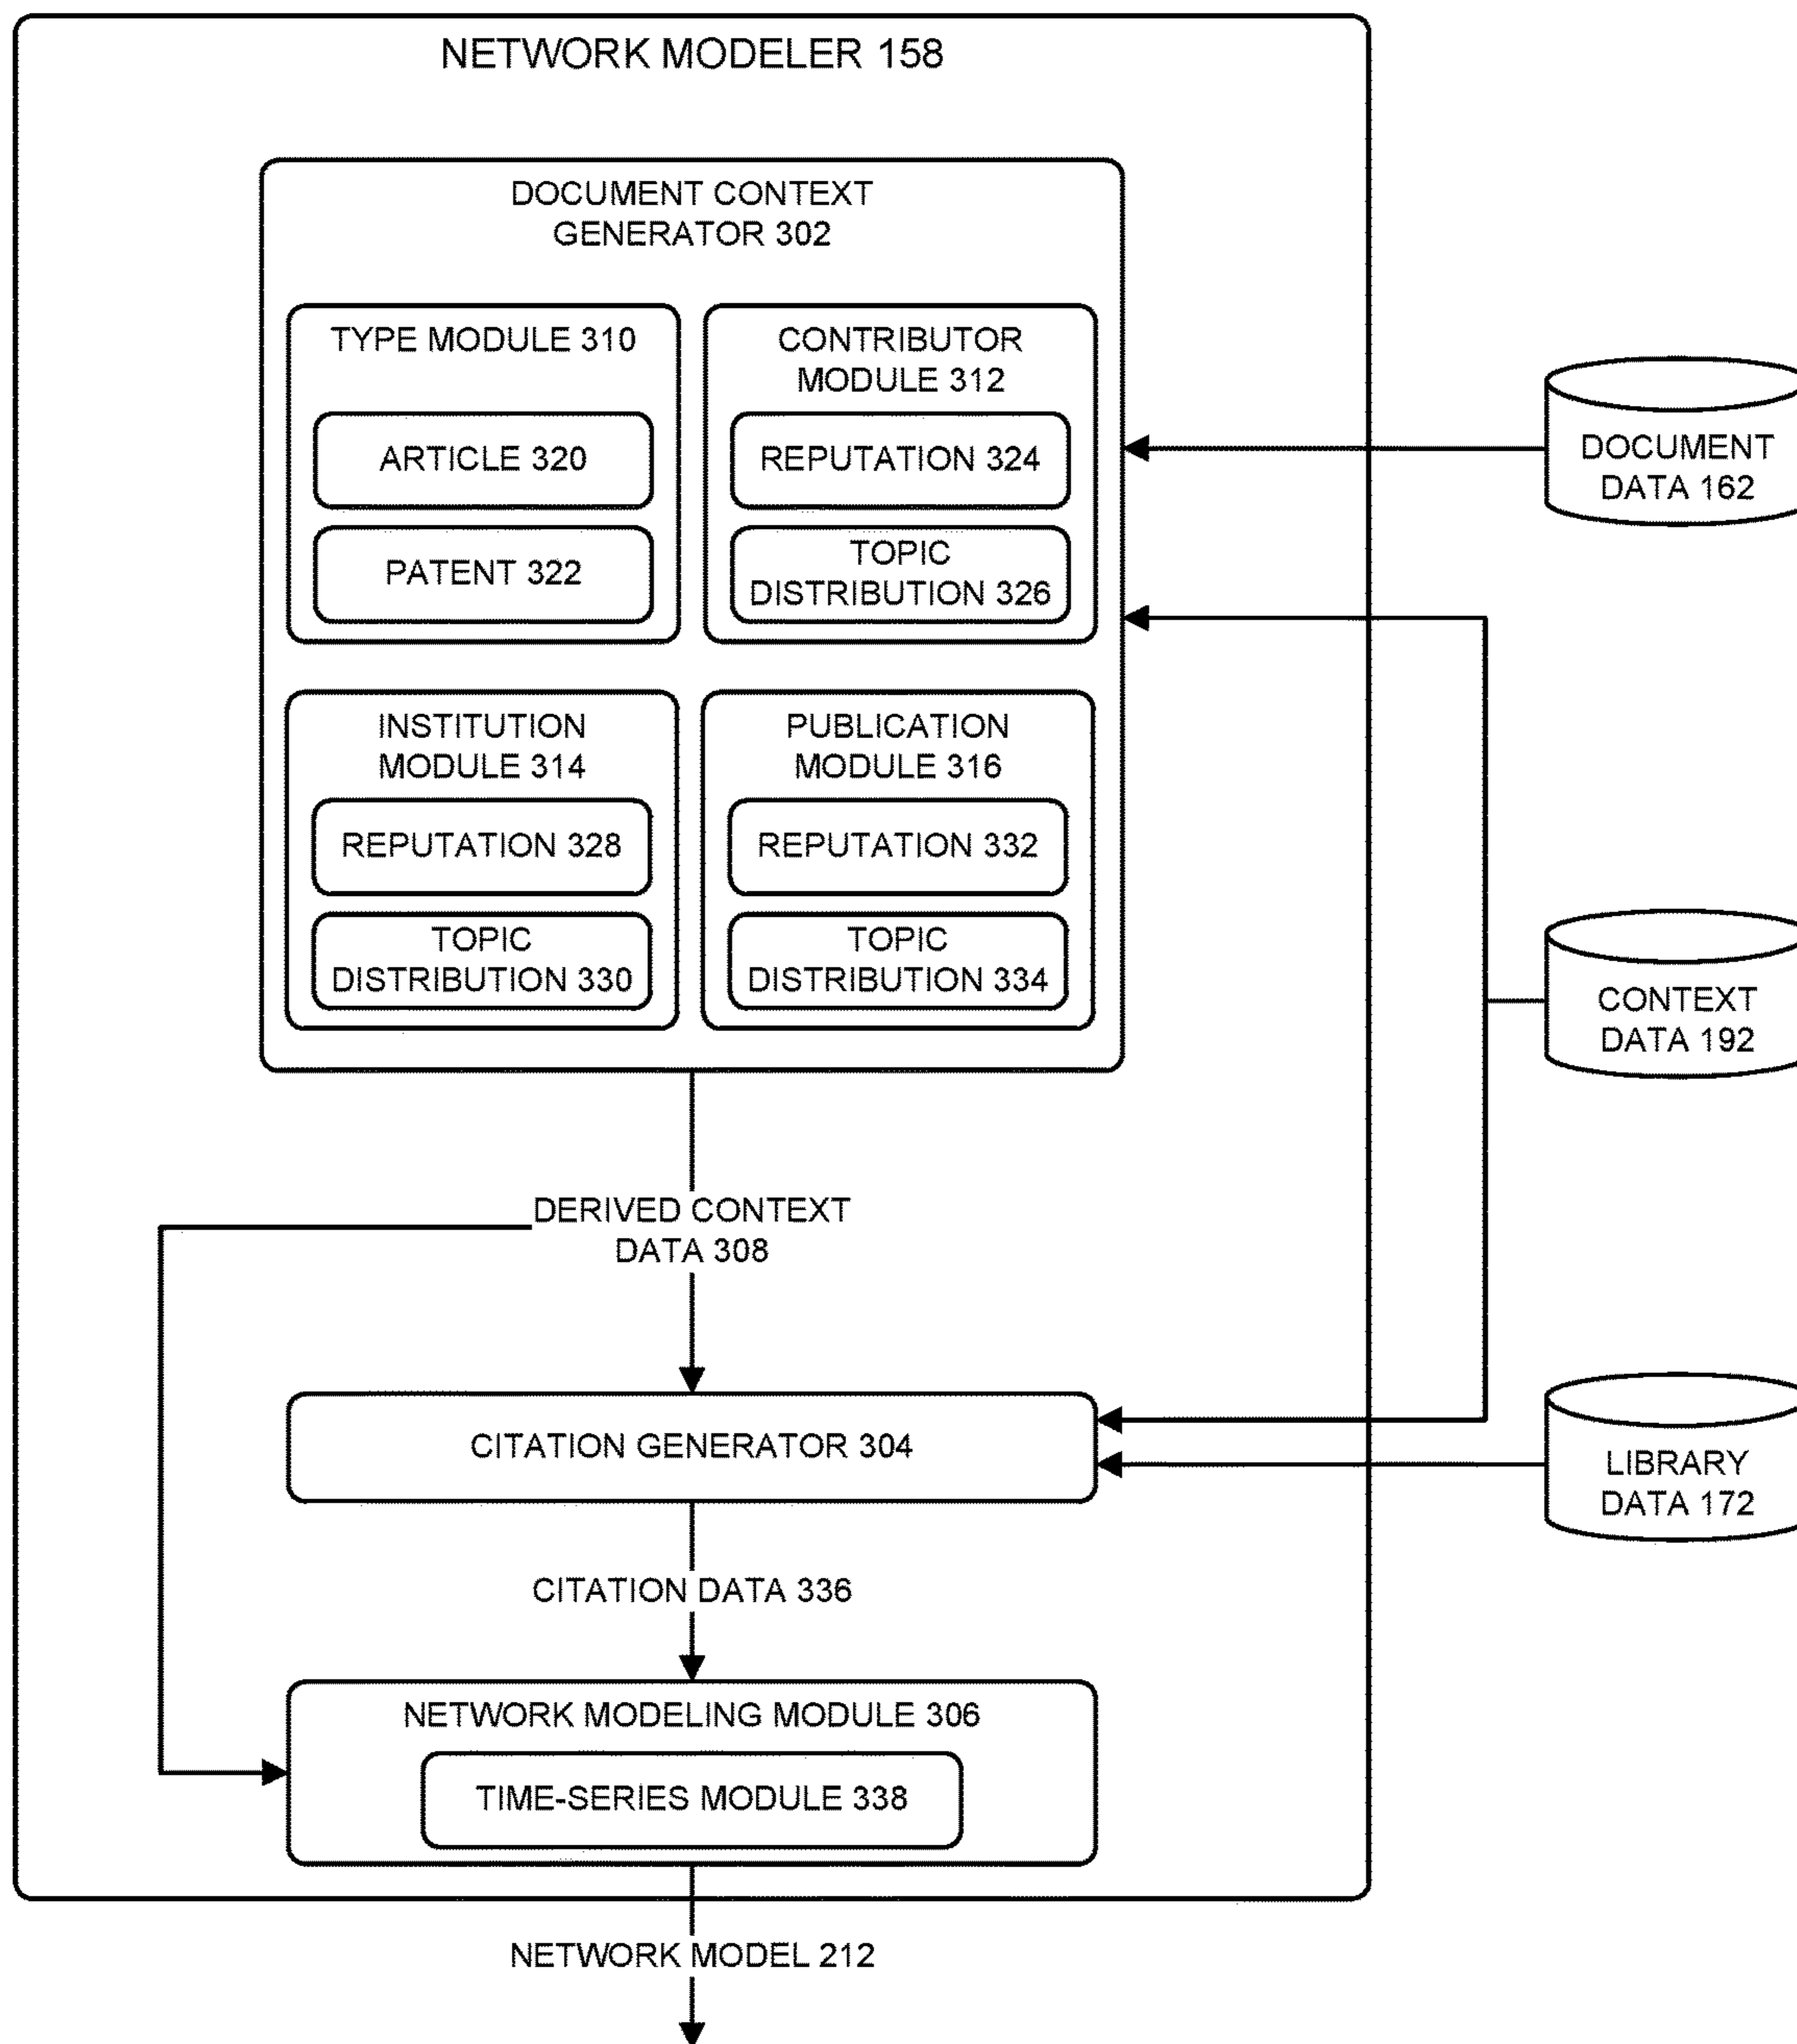 NETWORK MODELER 158
DOCUMENT CONTEXT
GENERATOR 302
TYPE MODULE 310
ARTICLE 320
PATENT 322
CONTRIBUTOR
MODULE 312
REPUTATION 324
TOPIC
DISTRIBUTION 326
INSTITUTION
MODULE 314
REPUTATION 328
TOPIC
DISTRIBUTION 330
PUBLICATION
MODULE 316
REPUTATION 332
TOPIC
DISTRIBUTION 334
DOCUMENT
DATA 162
CONTEXT
DATA 192
DERIVED CONTEXT
DATA 308
CITATION GENERATOR 304
LIBRARY
DATA 172
CITATION DATA 336
NETWORK MODELING MODULE 306
TIME-SERIES MODULE 338
NETWORK MODEL 212